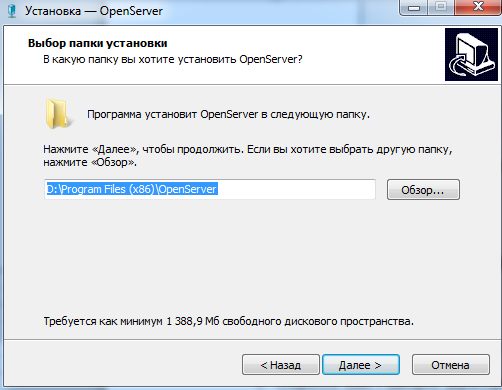 Установка — OpenServer
Выбор папки установки
В какую папку вы хотите установить OpenServer?
Программа установит OpenServer в следующую папку.
Нажмите «Далее», чтобы продолжить. Если вы хотите выбрать другую папку,
нажмите «Обзор».
D:\Program Files (x86)\OpenServer
Обзор...
Требуется как минимум 1 388,9 Мб свободного дискового пространства.
< Назад
Далее >
Отмена